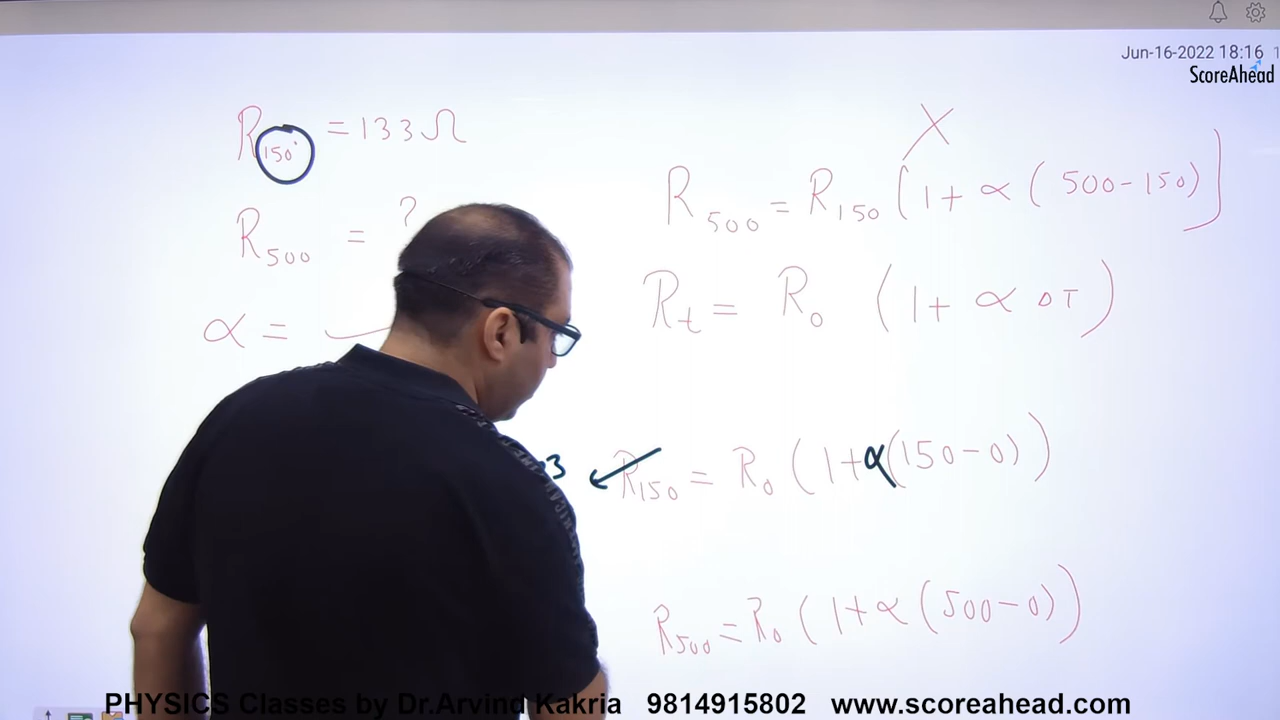 Jun-16-2022 18:16 1
ScoreAhead
R150° = 133 Ω
R500 = ?
α =
X
R500 = R150 [1 + α (500-150)]
Rt = R0 (1 + α ΔT)
3 R150 = R0 (1+α(150-0))
R500 = R0 (1+α(500-0))
PHYSICS Classes by Dr.Arvind Kakria 9814915802 www.scoreahead.com